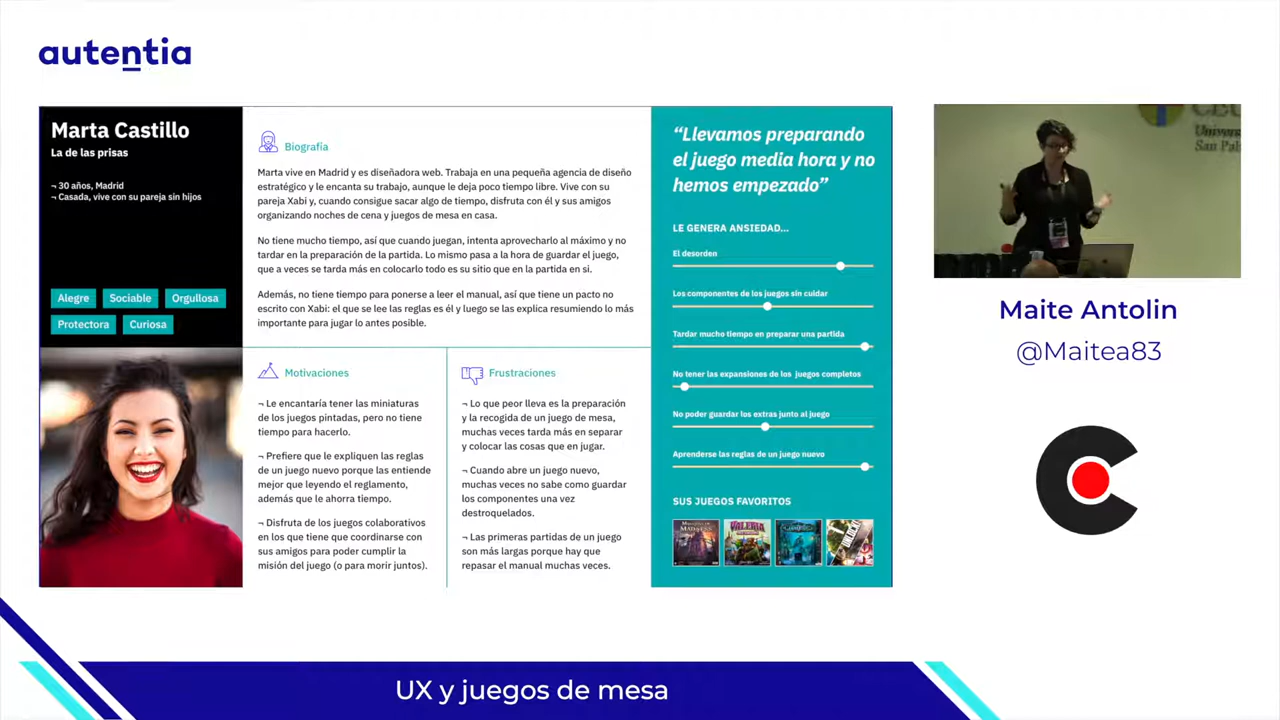 autentia
Marta Castillo
La de las prisas
¬ 30 años, Madrid
¬ Casada, vive con su pareja sin hijos
Alegre
Sociable
Orgullosa
Protectora
Curiosa
Biografía
Marta vive en Madrid y es diseñadora web. Trabaja en una pequeña agencia de diseño
estratégico y le encanta su trabajo, aunque le deja poco tiempo libre. Vive con su
pareja Xabi y, cuando consigue sacar algo de tiempo, disfruta con él y sus amigos
organizando noches de cena y juegos de mesa en casa.
No tiene mucho tiempo, así que cuando juegan, intenta aprovecharlo al máximo y no
tardar en la preparación de la partida. Lo mismo pasa a la hora de guardar el juego,
que a veces se tarda más en colocarlo todo es su sitio que en la partida en si.
Además, no tiene tiempo para ponerse a leer el manual, así que tiene un pacto no
escrito con Xabi: el que se lee las reglas es él y luego se las explica resumiendo lo más
importante para jugar lo antes posible.
Motivaciones
¬ Le encantaría tener las miniaturas
de los juegos pintadas, pero no tiene
tiempo para hacerlo.
¬ Prefiere que le expliquen las reglas
de un juego nuevo porque las entiende
mejor que leyendo el reglamento,
además que le ahorra tiempo.
¬ Disfruta de los juegos colaborativos
en los que tiene que coordinarse con
sus amigos para poder cumplir la
misión del juego (o para morir juntos).
Frustraciones
¬ Lo que peor lleva es la preparación
y la recogida de un juego de mesa,
muchas veces tarda más en separar
y colocar las cosas que en jugar.
¬ Cuando abre un juego nuevo,
muchas veces no sabe como guardar
los componentes una vez
destroquelados.
¬ Las primeras partidas de un juego
son más largas porque hay que
repasar el manual muchas veces.
“Llevamos preparando
el juego media hora y no
hemos empezado”
LE GENERA ANSIEDAD...
El desorden
Los componentes de los juegos sin cuidar
Tardar mucho tiempo en preparar una partida
No tener las expansiones de los juegos completos
No poder guardar los extras junto al juego
Aprenderse las reglas de un juego nuevo
SUS JUEGOS FAVORITOS
MADNESS
VALERIA
CEU
Universidad
San Pab
Maite Antolin
@Maitea83
UX y juegos de mesa